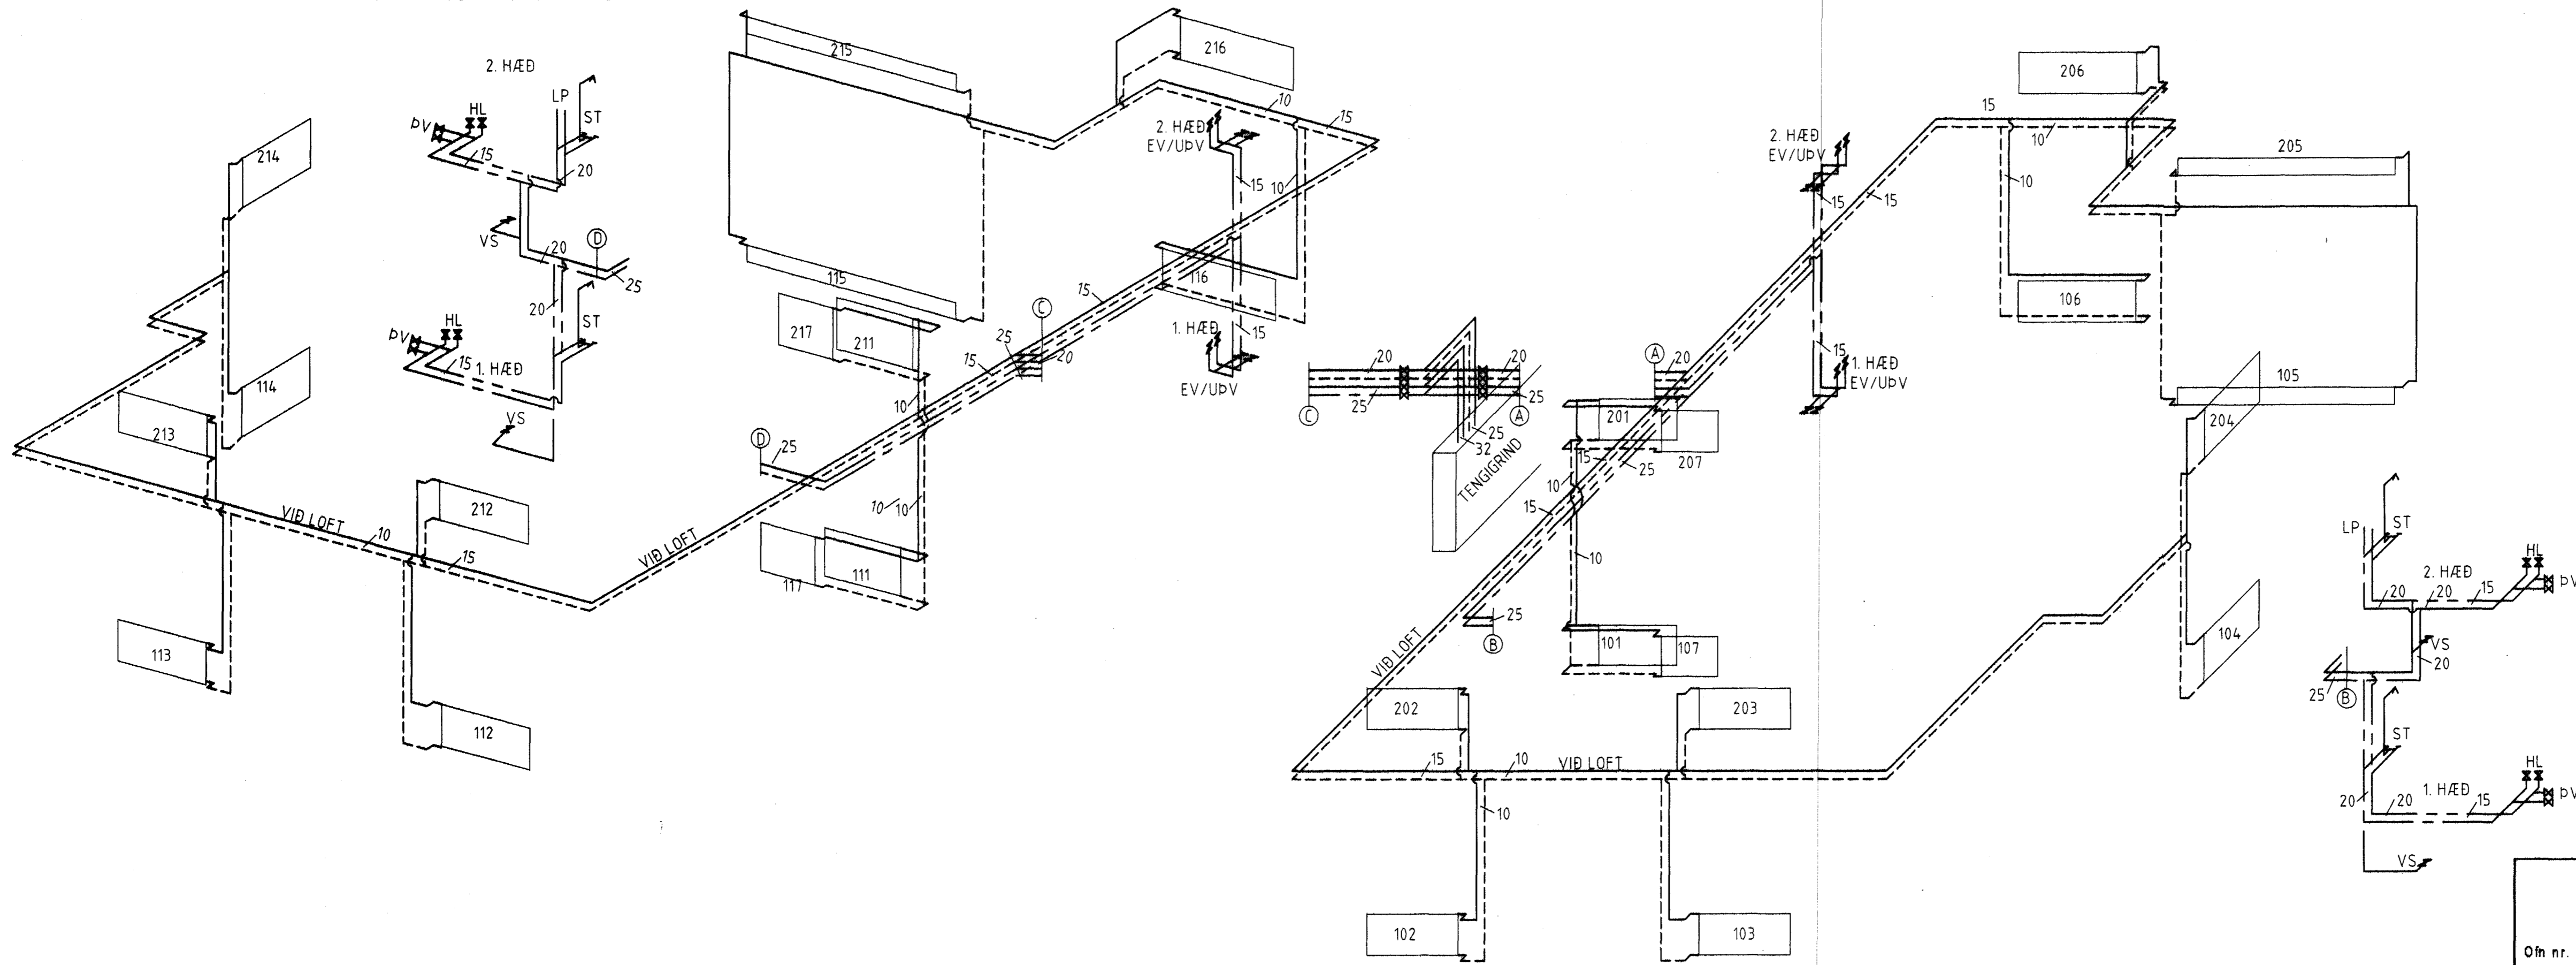 215
216
10
15
2. HÆÐ
LP
ST
HL
ÞV
15
20
214
VS
20
D
25
20
ST
HL
ÞV
15
1. HÆÐ
VS
213
114
VIÐ LOFT
10
15
212
113
112
VIÐ LOFT
115
217
211
10
D
25
10
10
117
111
15
25
C
20
15
116
2. HÆÐ
EV/UÞV
15
10
1. HÆÐ
15
EV/UÞV
20
20
25
25
C
A
25
32
TENGIGRIND
A
20
201
207
15
25
10
15
10
25
B
101
107
VIÐ LOFT
202
203
15
10
VIÐ LOFT
10
102
103
2. HÆÐ
EV/UÞV
15
15
15
1. HÆÐ
EV/UÞV
15
10
10
206
205
106
105
204
104
LP
ST
HL
ÞV
2. HÆÐ
20
20
15
VS
20
25
B
ST
HL
ÞV
1. HÆÐ
20
20
15
VS
Ofn nr.